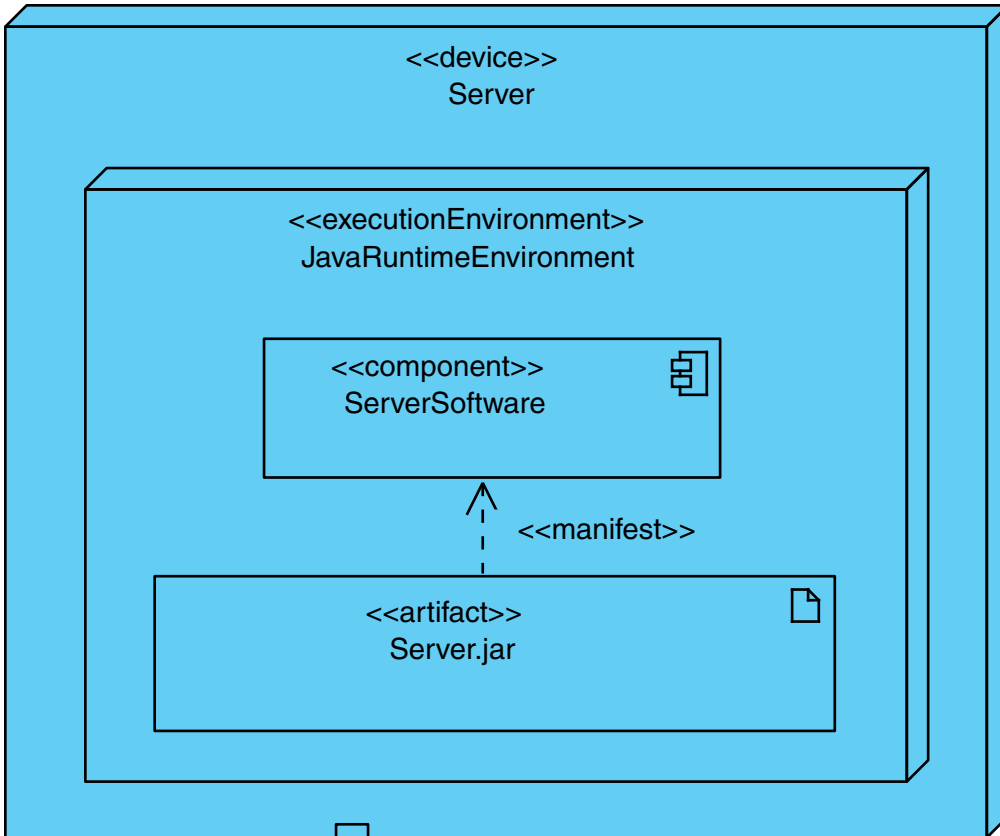 <<device>>
Server
<<executionEnvironment>>
JavaRuntimeEnvironment
<<component>>
ServerSoftware
<<manifest>>
<<artifact>>
Server.jar